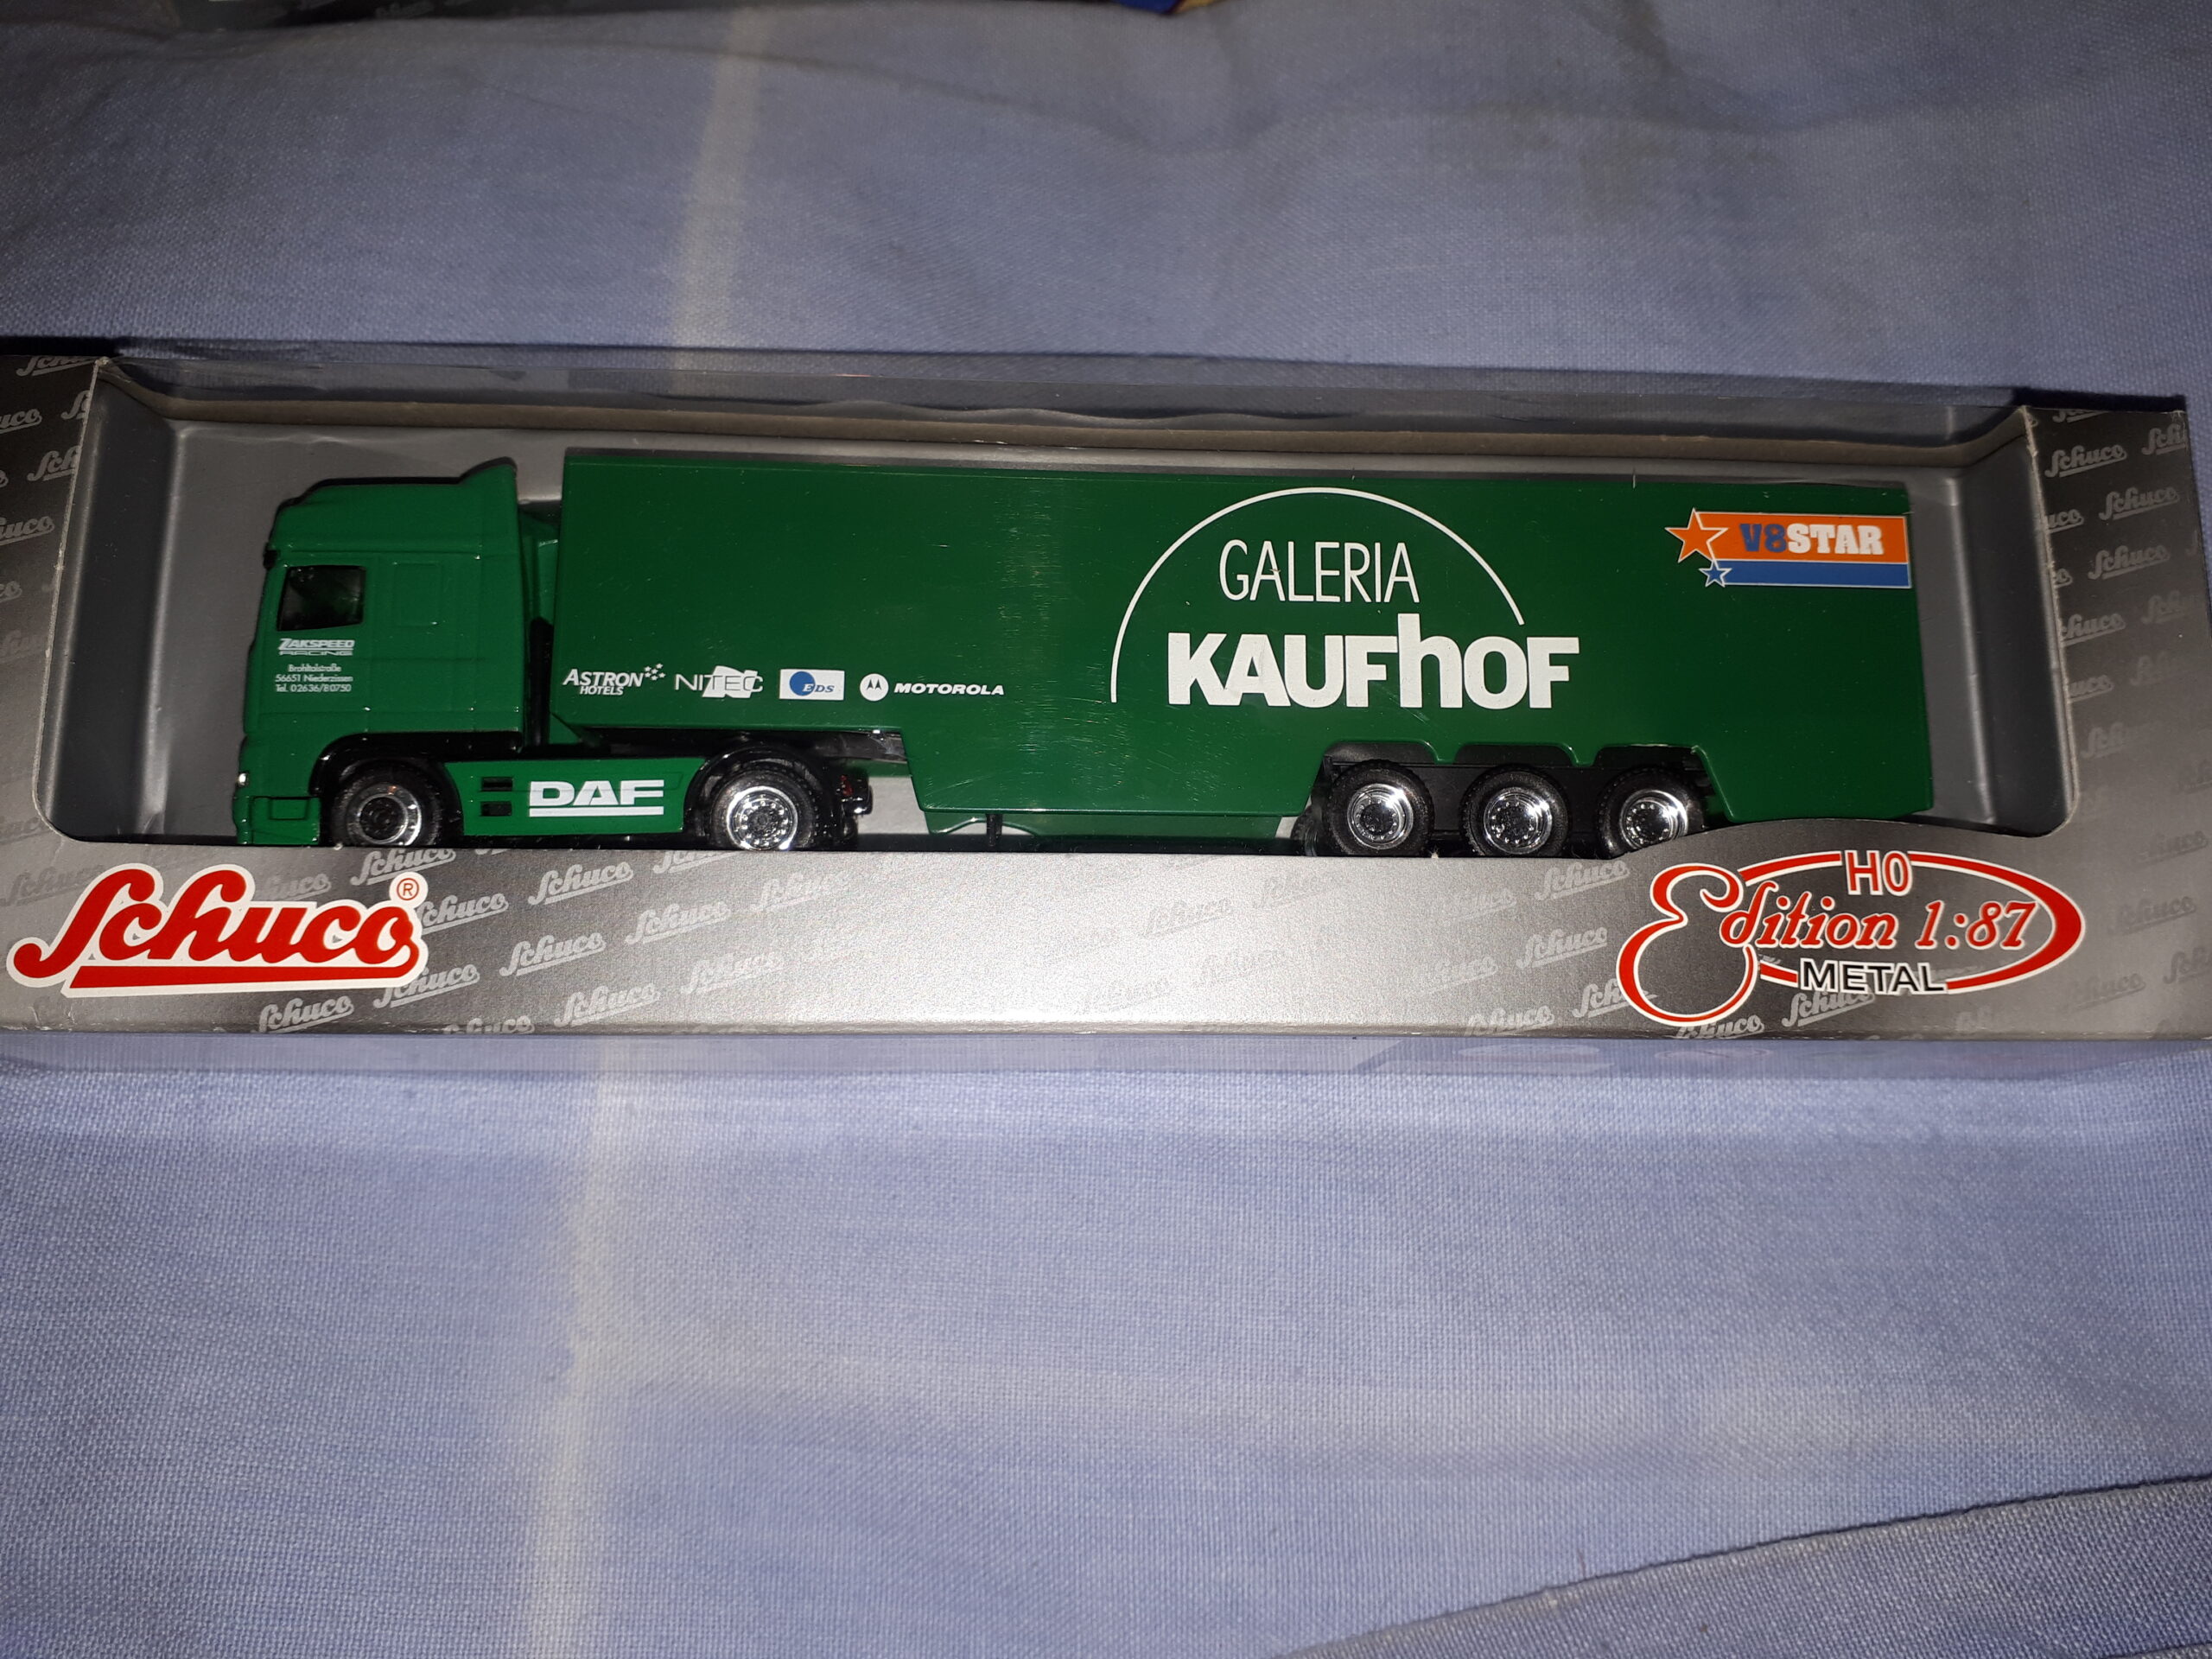 GALERIA
KAUFhOF
V8STAR
ZAKSPEED
RACING
Brohltalstraße
56651 Niederzissen
Tel. 02636/80750
ASTRON
HOTELS
NITEC
EDS
MOTOROLA
DAF
Schuco®
H0
Edition 1:87
METAL